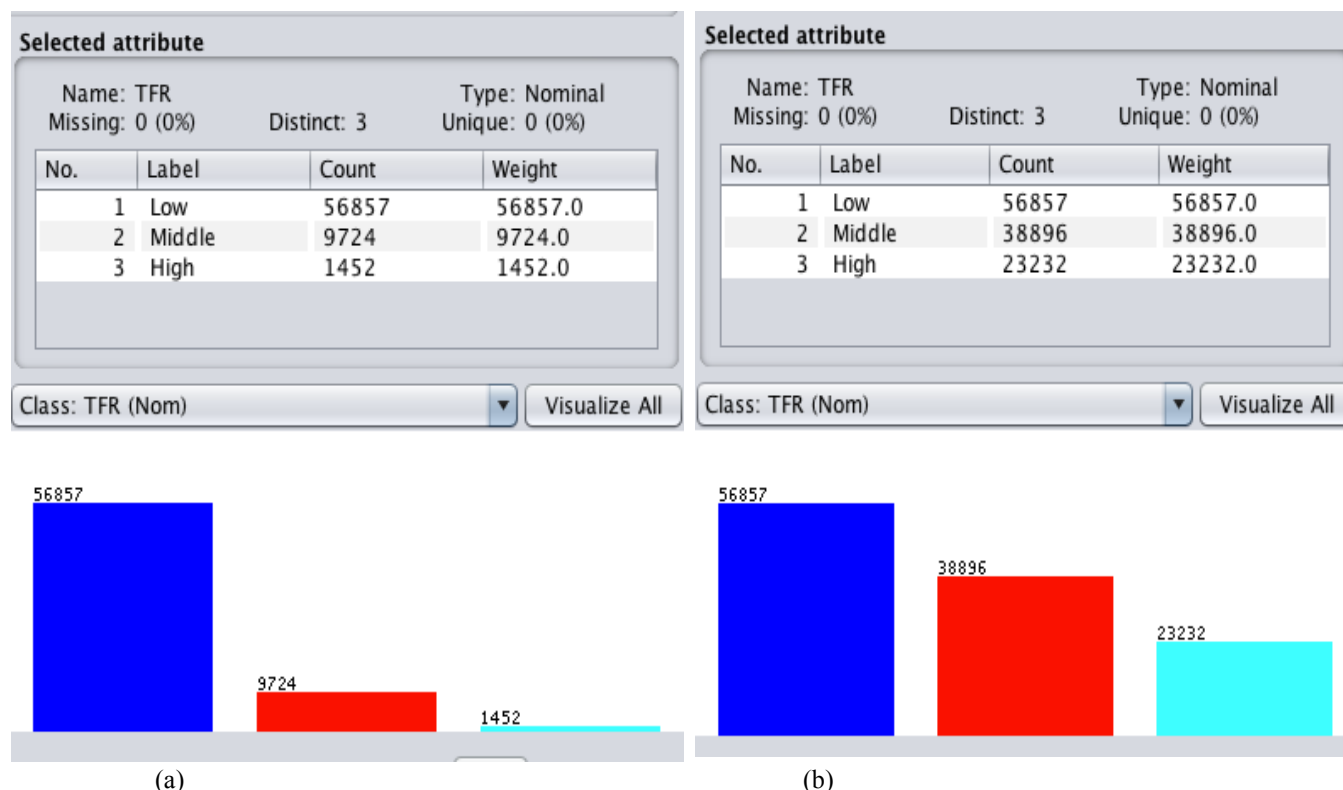 Selected attribute
Name: TFR Type: Nominal
Missing: 0 (0%) Distinct: 3 Unique: 0 (0%)
No. Label Count Weight
1 Low 56857 56857.0
2 Middle 9724 9724.0
3 High 1452 1452.0
Class: TFR (Nom) Visualize All
56857
9724
1452
(a)
Selected attribute
Name: TFR Type: Nominal
Missing: 0 (0%) Distinct: 3 Unique: 0 (0%)
No. Label Count Weight
1 Low 56857 56857.0
2 Middle 38896 38896.0
3 High 23232 23232.0
Class: TFR (Nom) Visualize All
56857
38896
23232
(b)